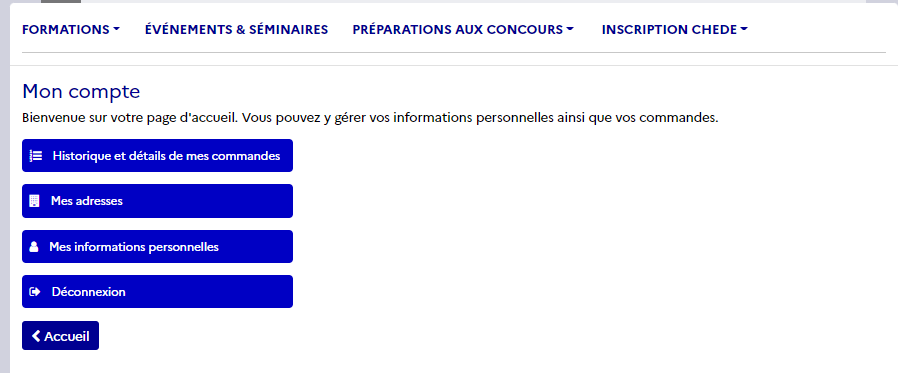 FORMATIONS ÉVÉNEMENTS & SÉMINAIRES PRÉPARATIONS AUX CONCOURS INSCRIPTION CHEDE
Mon compte
Bienvenue sur votre page d'accueil. Vous pouvez y gérer vos informations personnelles ainsi que vos commandes.
Historique et détails de mes commandes
Mes adresses
Mes informations personnelles
Déconnexion
Accueil